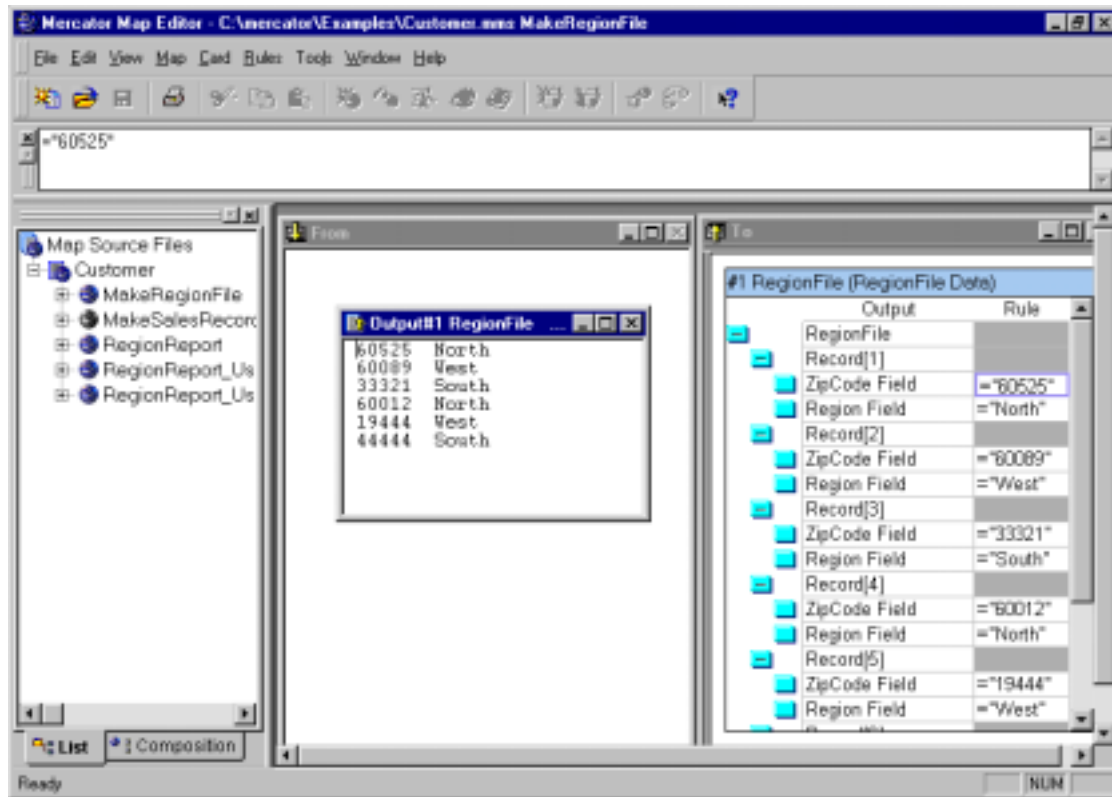 Mercator Map Editor - C:\mercator\Examples\Customer.mms MakeRegionFile
File Edit View Map Card Rules Tools Window Help
="60525"
Map Source Files
Customer
MakeRegionFile
MakeSalesRecord
RegionReport
RegionReport_Us
RegionReport_Us
List
Composition
From
Output#1 RegionFile ...
60525 North
60089 West
33321 South
60012 North
19444 West
44444 South
To
#1 RegionFile (RegionFile Data)
Output Rule
RegionFile
Record[1]
ZipCode Field ="60525"
Region Field ="North"
Record[2]
ZipCode Field ="60089"
Region Field ="West"
Record[3]
ZipCode Field ="33321"
Region Field ="South"
Record[4]
ZipCode Field ="60012"
Region Field ="North"
Record[5]
ZipCode Field ="19444"
Region Field ="West"
Ready
NUM